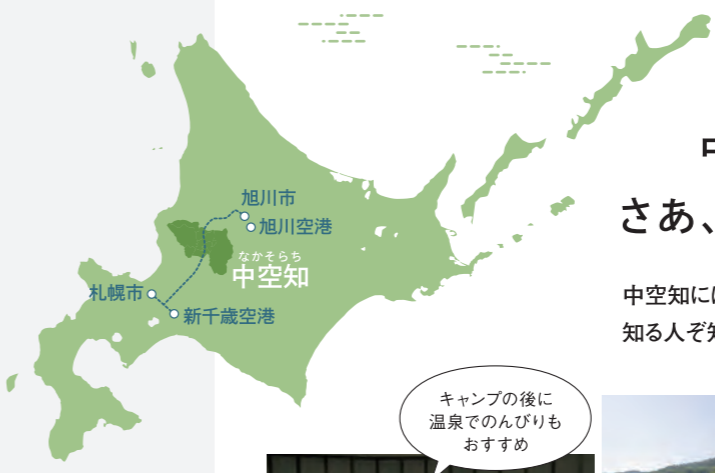 旭川市
旭川空港
なかそらち
中空知
札幌市
新千歳空港
さあ、
中空知に
知る人ぞ
キャンプの後に
温泉でのんびりも
おすすめ